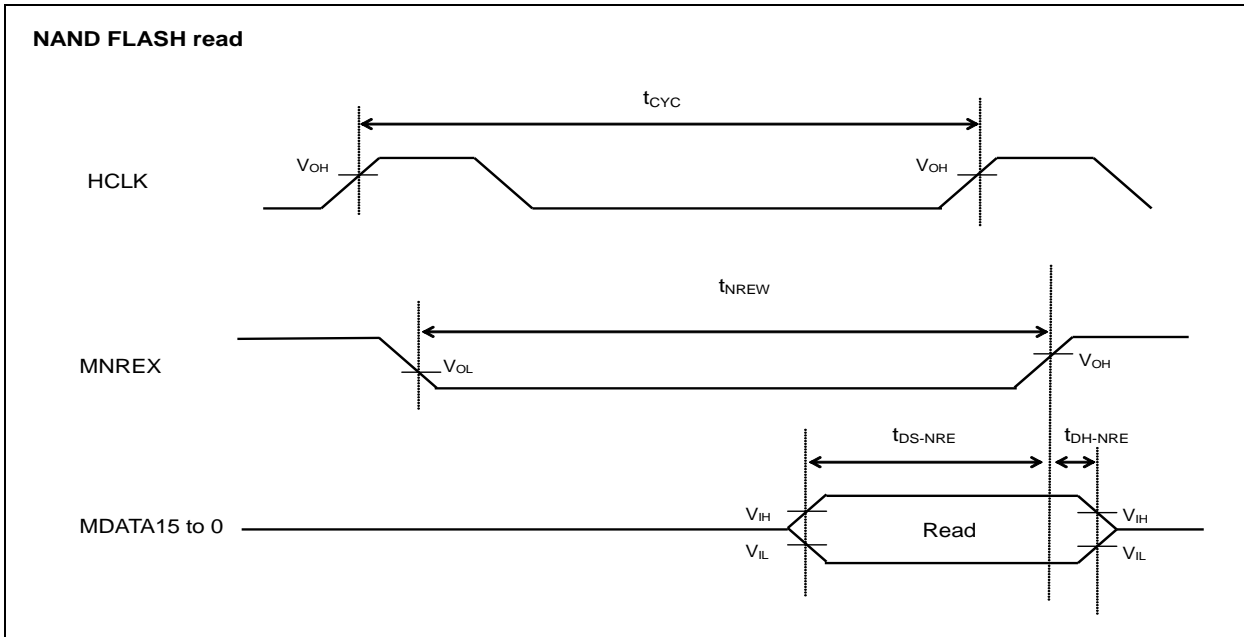 NAND FLASH read
tCYC
VOH
VOH
HCLK
tNREW
MNREX
VOL
VOH
tDS-NRE
tDH-NRE
VIH
VIH
MDATA15 to 0
Read
VIL
VIL